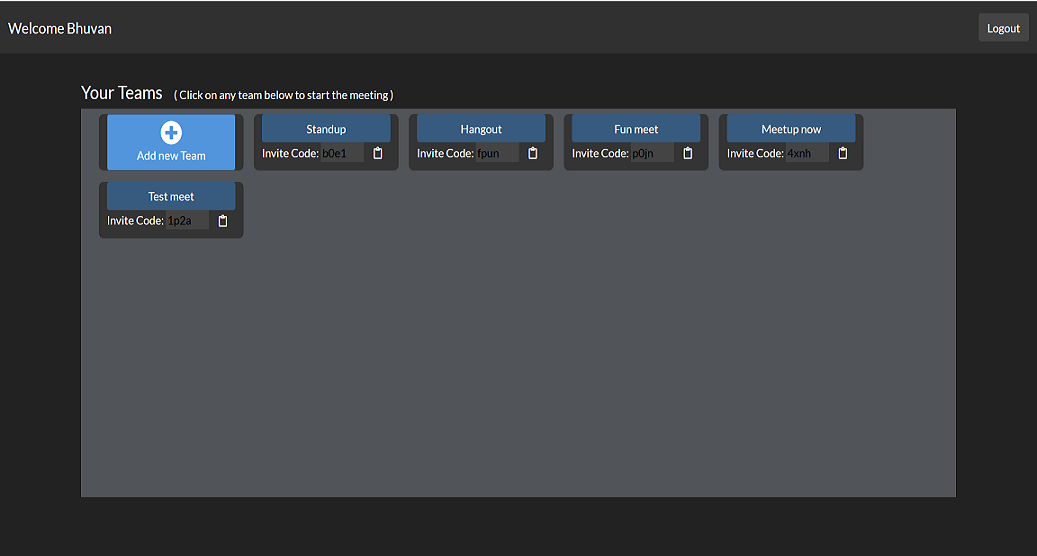 Welcome Bhuvan
Logout
Your Teams ( Click on any team below to start the meeting )
Add new Team
Standup
Invite Code: b0e1
Hangout
Invite Code: fpun
Fun meet
Invite Code: p0jn
Meetup now
Invite Code: 4xnh
Test meet
Invite Code: 1p2a